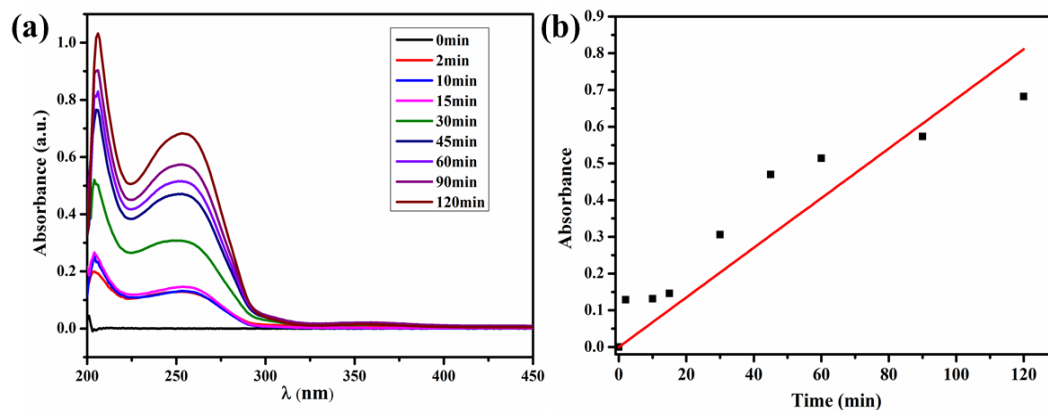 (a)
Absorbance (a.u.)
1.0
0.8
0.6
0.4
0.2
0.0
200
250
300
350
400
450
λ (nm)
0min
2min
10min
15min
30min
45min
60min
90min
120min
(b)
Absorbance
0.9
0.8
0.7
0.6
0.5
0.4
0.3
0.2
0.1
0.0
0
20
40
60
80
100
120
Time (min)